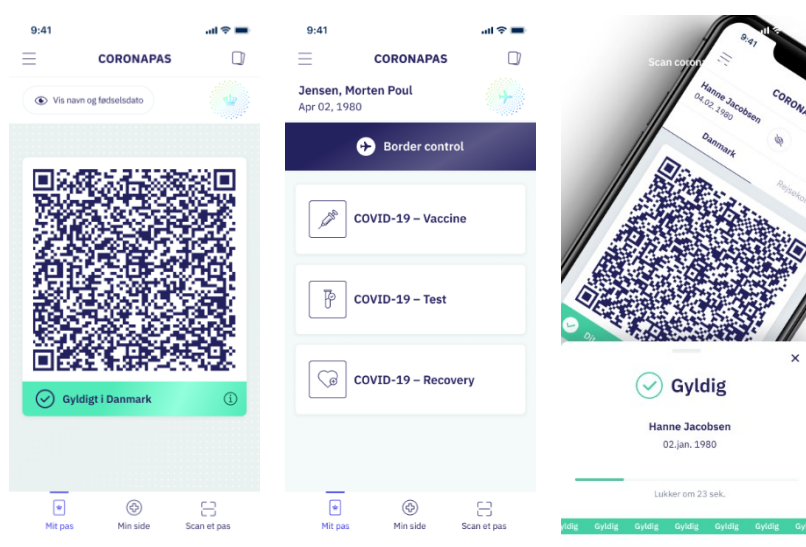 9:41
CORONAPAS
Vis navn og fødselsdato
Gyldigt i Danmark
Mit pas
Min side
Scan et pas
9:41
CORONAPAS
Jensen, Morten Poul
Apr 02, 1980
Border control
COVID-19 – Vaccine
COVID-19 – Test
COVID-19 – Recovery
Mit pas
Min side
Scan et pas
Scan
9:41
Hanne Jacobsen
04.02. 1980
Danmark
Gyldig
Hanne Jacobsen
02.jan. 1980
Lukker om 23 sek.
Gyldig Gyldig Gyldig Gyldig Gyldig